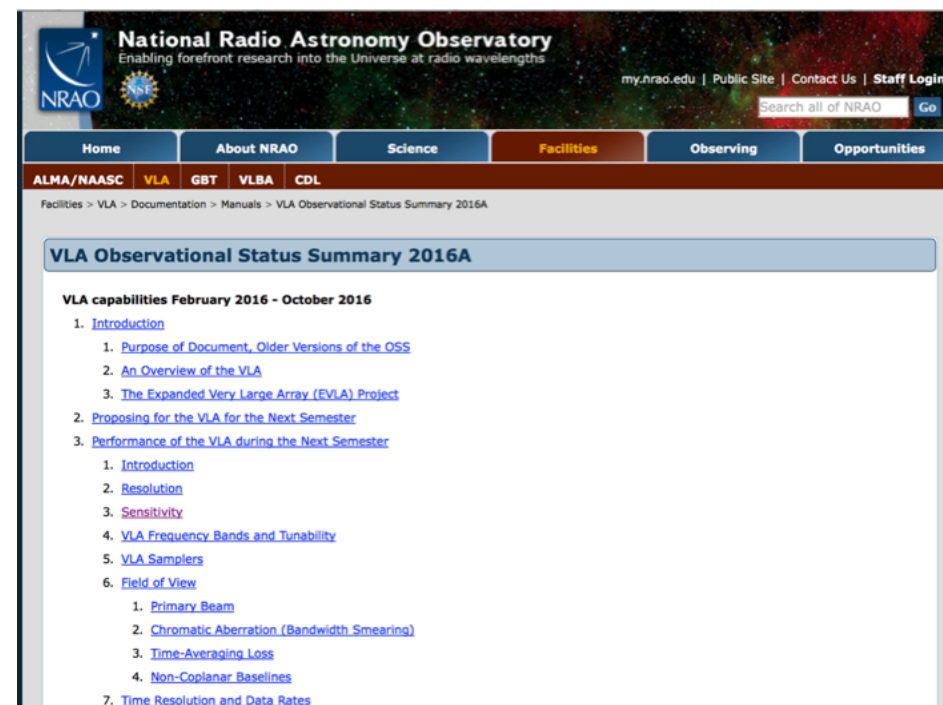 National Radio Astronomy Observatory
Enabling forefront research into the Universe at radio wavelengths
NRAO
NSF
my.nrao.edu | Public Site | Contact Us | Staff Login
Search all of NRAO Go
Home About NRAO Science Facilities Observing Opportunities
ALMA/NAASC VLA GBT VLBA CDL
Facilities > VLA > Documentation > Manuals > VLA Observational Status Summary 2016A
VLA Observational Status Summary 2016A
VLA capabilities February 2016 - October 2016
1. Introduction
1. Purpose of Document, Older Versions of the OSS
2. An Overview of the VLA
3. The Expanded Very Large Array (EVLA) Project
2. Proposing for the VLA for the Next Semester
3. Performance of the VLA during the Next Semester
1. Introduction
2. Resolution
3. Sensitivity
4. VLA Frequency Bands and Tunability
5. VLA Samplers
6. Field of View
1. Primary Beam
2. Chromatic Aberration (Bandwidth Smearing)
3. Time-Averaging Loss
4. Non-Coplanar Baselines
7. Time Resolution and Data Rates